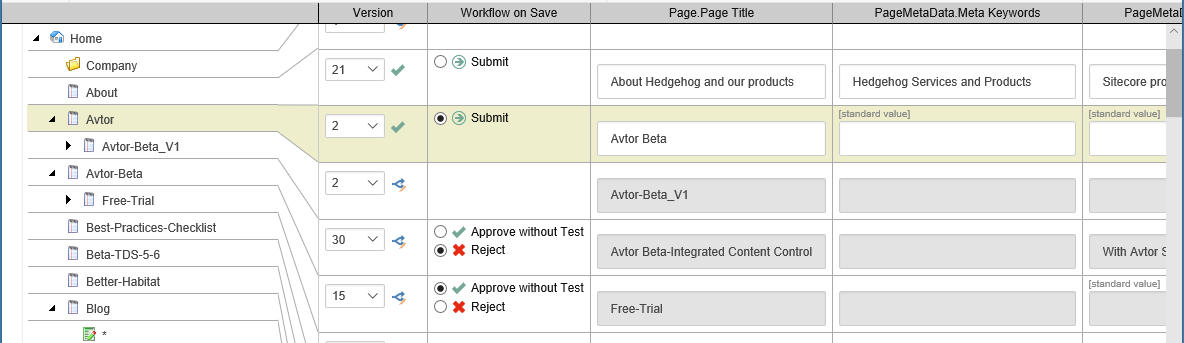 Version Workflow on Save Page.Page Title PageMetaData.Meta Keywords PageMetaD
Home
Company
About
Avtor
Avtor-Beta_V1
Avtor-Beta
Free-Trial
Best-Practices-Checklist
Beta-TDS-5-6
Better-Habitat
Blog
*
21 Submit About Hedgehog and our products Hedgehog Services and Products Sitecore pro
[standard value] [standard value]
2 Submit Avtor Beta
2 Avtor-Beta_V1
30 Approve without Test
Reject Avtor Beta-Integrated Content Control With Avtor S
15 Approve without Test [standard value]
Reject Free-Trial